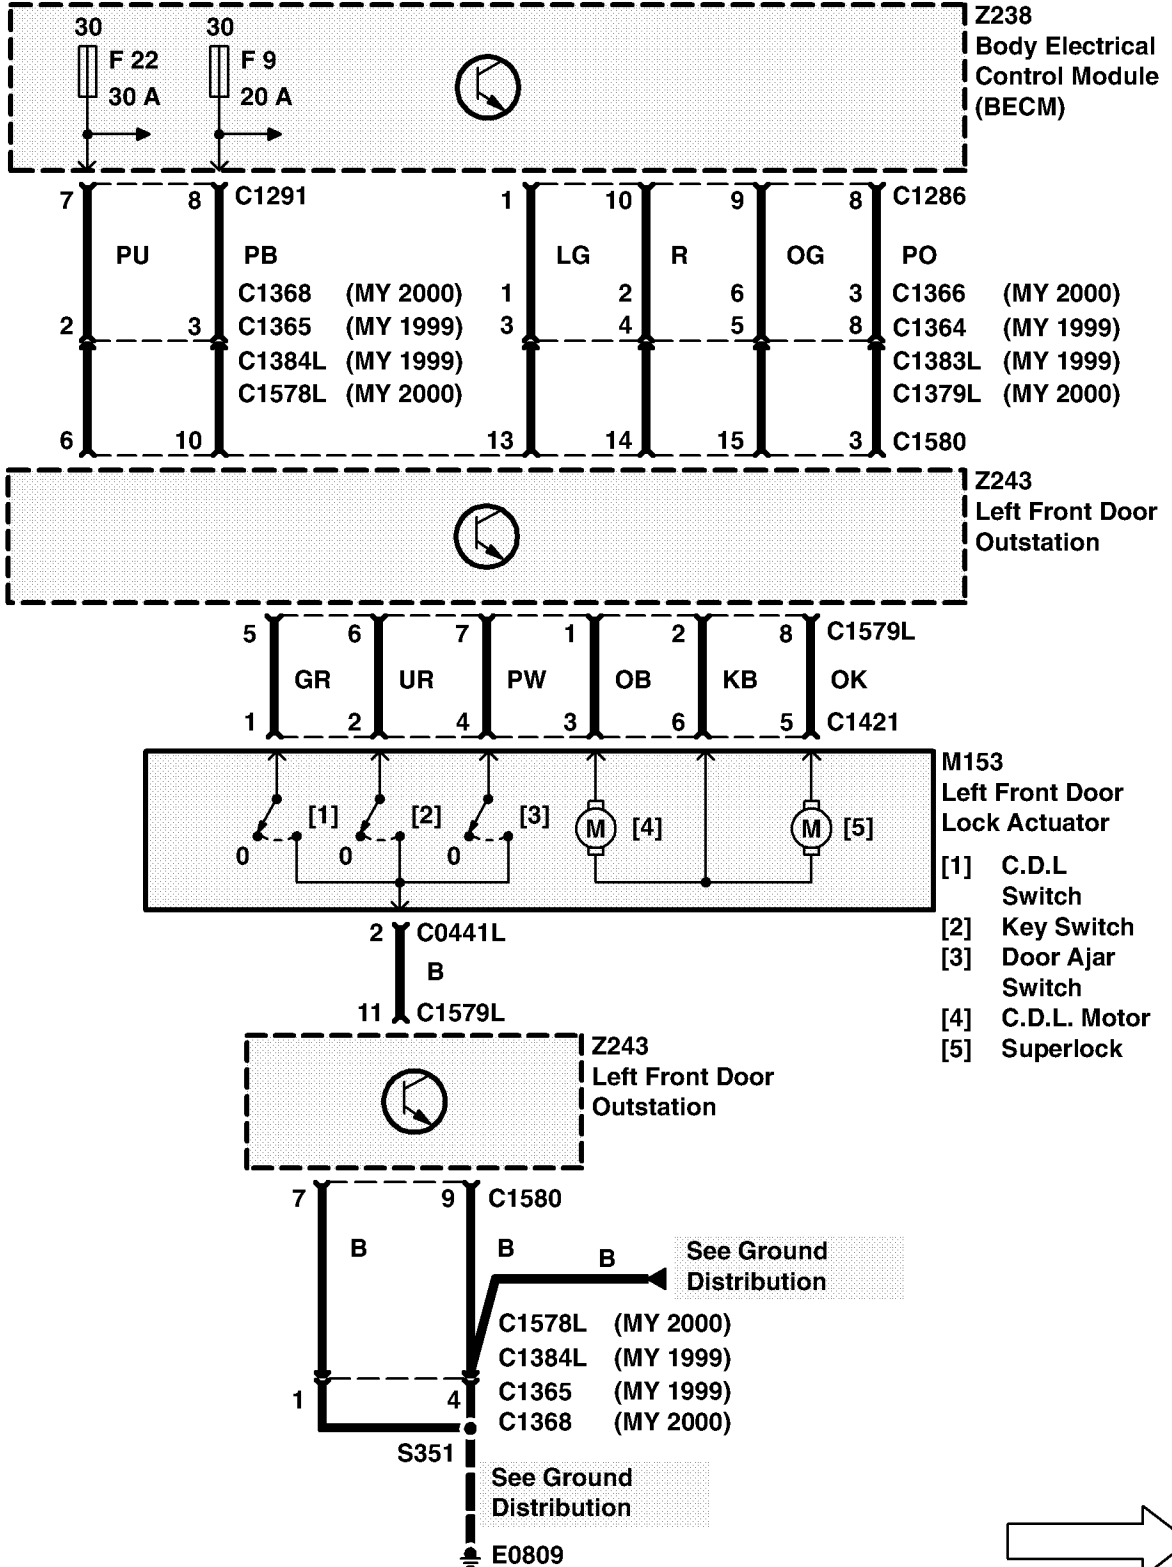 30 30
F 22 F 9
30 A 20 A
Z238
Body Electrical
Control Module
(BECM)
7 8 C1291 1 10 9 8 C1286
PU PB LG R OG PO
C1368 (MY 2000) 1 2 6 3 C1366 (MY 2000)
2 3 C1365 (MY 1999) 3 4 5 8 C1364 (MY 1999)
C1384L (MY 1999) C1383L (MY 1999)
C1578L (MY 2000) C1379L (MY 2000)
6 10 13 14 15 3 C1580
Z243
Left Front Door
Outstation
5 6 7 1 2 8 C1579L
GR UR PW OB KB OK
1 2 4 3 6 5 C1421
M153
Left Front Door
Lock Actuator
[1] [2] [3] M [4] M [5]
0 0 0
[1] C.D.L
Switch
[2] Key Switch
[3] Door Ajar
Switch
[4] C.D.L. Motor
[5] Superlock
2 C0441L
B
11 C1579L
Z243
Left Front Door
Outstation
7 9 C1580
B B B
See Ground
Distribution
C1578L (MY 2000)
C1384L (MY 1999)
1 4 C1365 (MY 1999)
C1368 (MY 2000)
S351
See Ground
Distribution
E0809